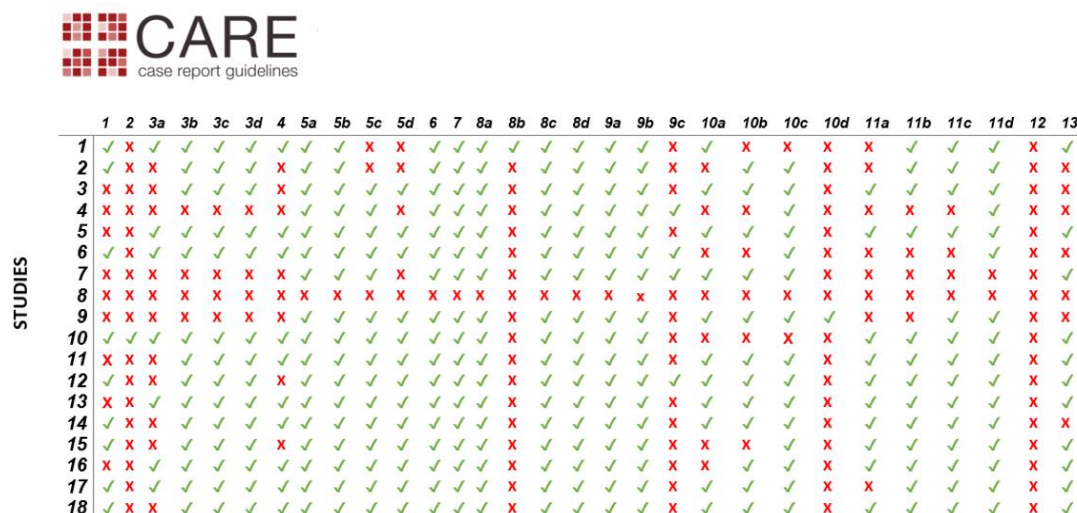 CARE
case report guidelines
1 2 3a 3b 3c 3d 4 5a 5b 5c 5d 6 7 8a 8b 8c 8d 9a 9b 9c 10a 10b 10c 10d 11a 11b 11c 11d 12 13
STUDIES
1 ✓ X ✓ ✓ ✓ ✓ ✓ ✓ ✓ X X ✓ ✓ ✓ ✓ ✓ ✓ ✓ ✓ X ✓ X X X X ✓ ✓ ✓ X ✓
2 ✓ X X ✓ ✓ ✓ X ✓ ✓ X X ✓ ✓ ✓ X ✓ ✓ ✓ ✓ X X ✓ ✓ X X ✓ ✓ ✓ X X
3 X X X ✓ ✓ ✓ X ✓ ✓ ✓ ✓ ✓ ✓ ✓ X ✓ ✓ ✓ ✓ X ✓ ✓ ✓ X ✓ ✓ ✓ ✓ X X
4 X X X X X X X ✓ ✓ ✓ X ✓ ✓ ✓ X ✓ ✓ ✓ ✓ ✓ X X ✓ X X X X ✓ X X
5 X X ✓ ✓ ✓ ✓ ✓ ✓ ✓ ✓ ✓ ✓ ✓ ✓ X ✓ ✓ ✓ ✓ X ✓ ✓ ✓ X ✓ ✓ ✓ ✓ X ✓
6 ✓ X ✓ ✓ ✓ ✓ ✓ ✓ ✓ ✓ ✓ ✓ ✓ ✓ X ✓ ✓ ✓ ✓ ✓ X X ✓ X X X X ✓ X X
7 X X X X X X X ✓ ✓ ✓ X ✓ ✓ ✓ X ✓ ✓ ✓ ✓ ✓ ✓ ✓ ✓ X X X X X X ✓
8 X X X X X X X X X X X X X X X X X X x X X X X X X X X X X X
9 X X X X X X X ✓ ✓ ✓ ✓ ✓ ✓ ✓ X ✓ ✓ ✓ ✓ X ✓ ✓ ✓ ✓ X X ✓ ✓ X X
10 ✓ ✓ ✓ ✓ ✓ ✓ ✓ ✓ ✓ ✓ ✓ ✓ ✓ ✓ X ✓ ✓ ✓ ✓ X X X X X ✓ ✓ ✓ ✓ X ✓
11 X X X ✓ ✓ ✓ ✓ ✓ ✓ ✓ ✓ ✓ ✓ ✓ X ✓ ✓ ✓ ✓ X ✓ ✓ ✓ X ✓ ✓ ✓ ✓ X ✓
12 ✓ X X ✓ ✓ ✓ X ✓ ✓ ✓ ✓ ✓ ✓ ✓ X ✓ ✓ ✓ ✓ ✓ ✓ ✓ ✓ X ✓ ✓ ✓ ✓ X ✓
13 X X ✓ ✓ ✓ ✓ ✓ ✓ ✓ ✓ ✓ ✓ ✓ ✓ X ✓ ✓ ✓ ✓ X ✓ ✓ ✓ X ✓ ✓ ✓ ✓ X ✓
14 ✓ X X ✓ ✓ ✓ ✓ ✓ ✓ ✓ ✓ ✓ ✓ ✓ X ✓ ✓ ✓ ✓ X ✓ ✓ ✓ X ✓ ✓ ✓ ✓ X X
15 ✓ X X ✓ ✓ ✓ X ✓ ✓ ✓ ✓ ✓ ✓ ✓ X ✓ ✓ ✓ ✓ X X X ✓ X ✓ ✓ ✓ ✓ X ✓
16 X X ✓ ✓ ✓ ✓ ✓ ✓ ✓ ✓ ✓ ✓ ✓ ✓ X ✓ ✓ ✓ ✓ X X ✓ ✓ X ✓ ✓ ✓ ✓ X ✓
17 ✓ X ✓ ✓ ✓ ✓ ✓ ✓ ✓ ✓ ✓ ✓ ✓ ✓ X ✓ ✓ ✓ ✓ X ✓ ✓ ✓ X X ✓ ✓ ✓ X ✓
18 ✓ X X ✓ ✓ ✓ ✓ ✓ ✓ ✓ ✓ ✓ ✓ ✓ X ✓ ✓ ✓ ✓ X ✓ ✓ ✓ X ✓ ✓ ✓ ✓ X ✓